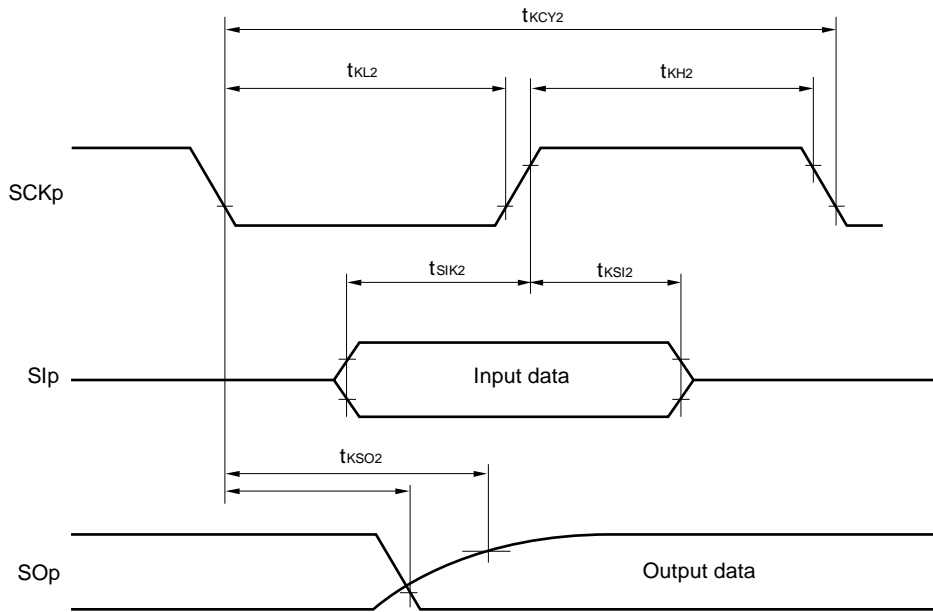 tKCY2
tKL2
tKH2
SCKp
tSIK2
tKSI2
SIp
Input data
tKSO2
SOp
Output data